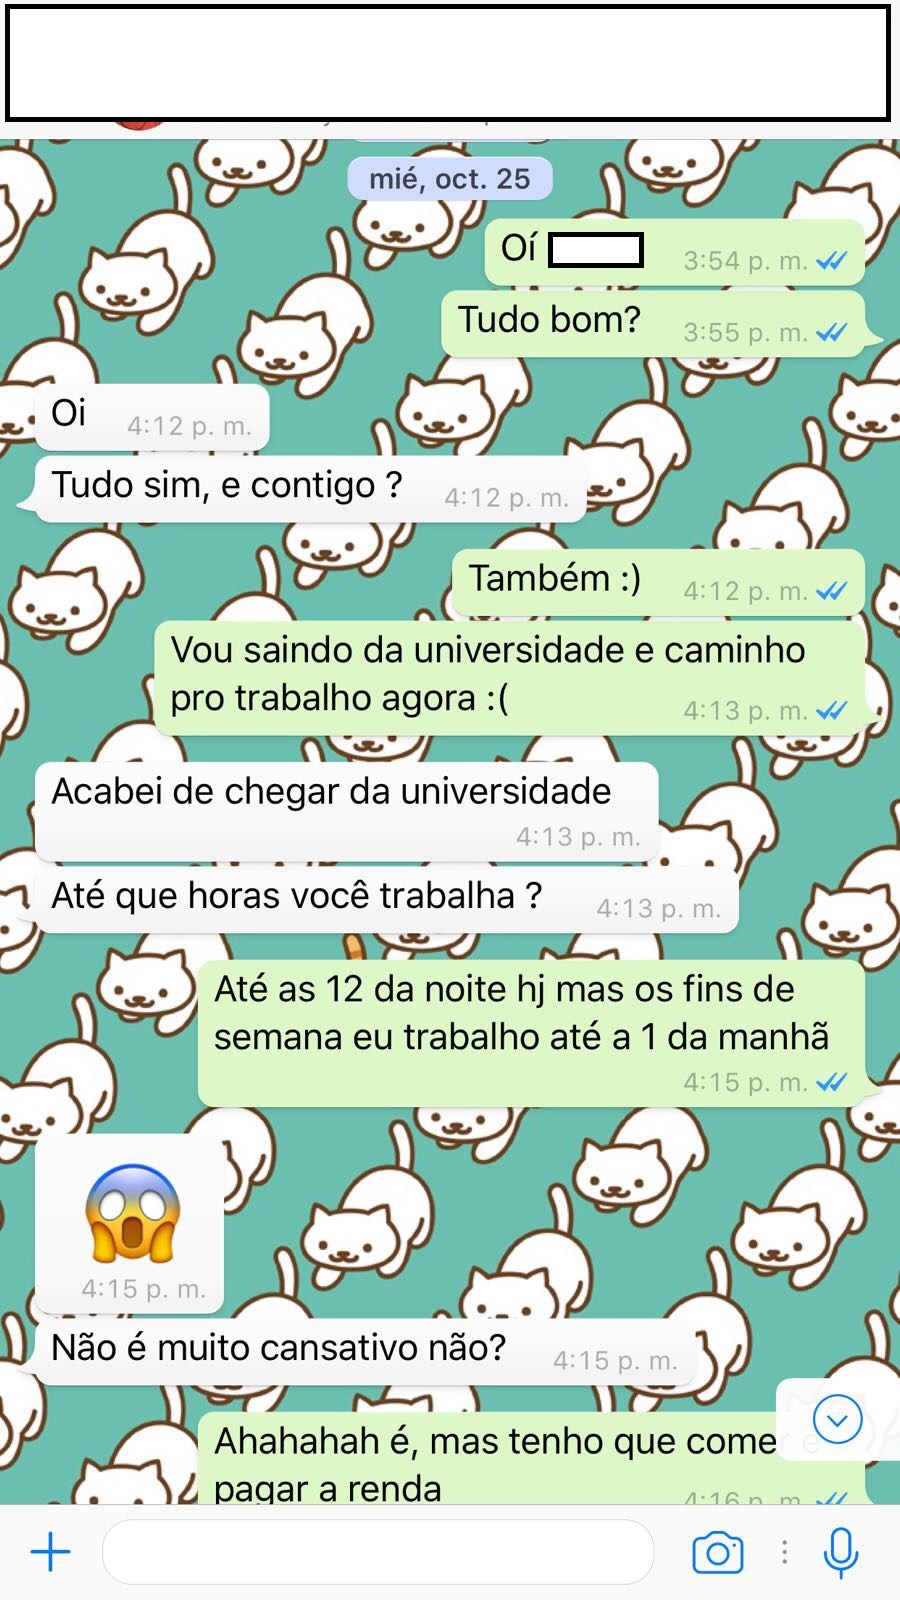 mié, oct. 25
Oí
3:54 p. m.
Tudo bom?
3:55 p. m.
Oi
4:12 p. m.
Tudo sim, e contigo ?
4:12 p. m.
Também :)
4:12 p. m.
Vou saindo da universidade e caminho
pro trabalho agora :(
4:13 p. m.
Acabei de chegar da universidade
4:13 p. m.
Até que horas você trabalha ?
4:13 p. m.
Até as 12 da noite hj mas os fins de
semana eu trabalho até a 1 da manhã
4:15 p. m.
😱
4:15 p. m.
Não é muito cansativo não?
4:15 p. m.
Ahahahah é, mas tenho que comer e
pagar a renda
4:16 p. m.